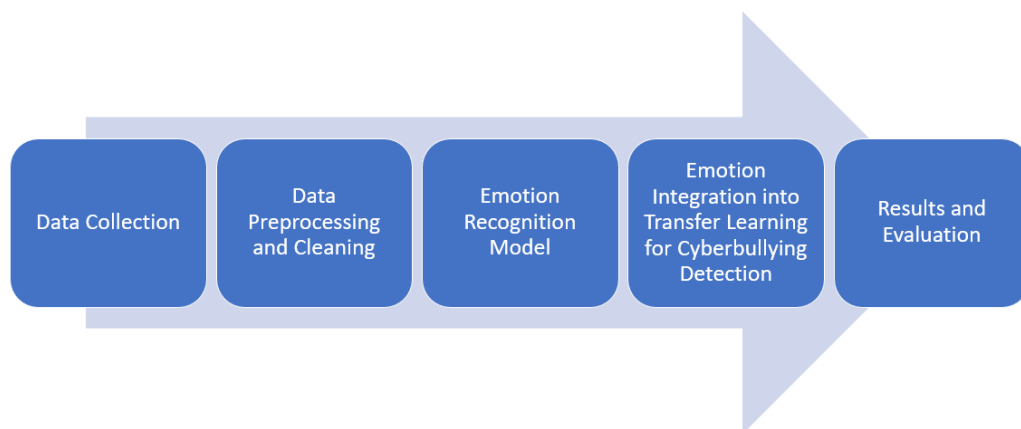 Data Collection
Data
Preprocessing
and Cleaning
Emotion
Recognition
Model
Emotion
Integration into
Transfer Learning
for Cyberbullying
Detection
Results and
Evaluation